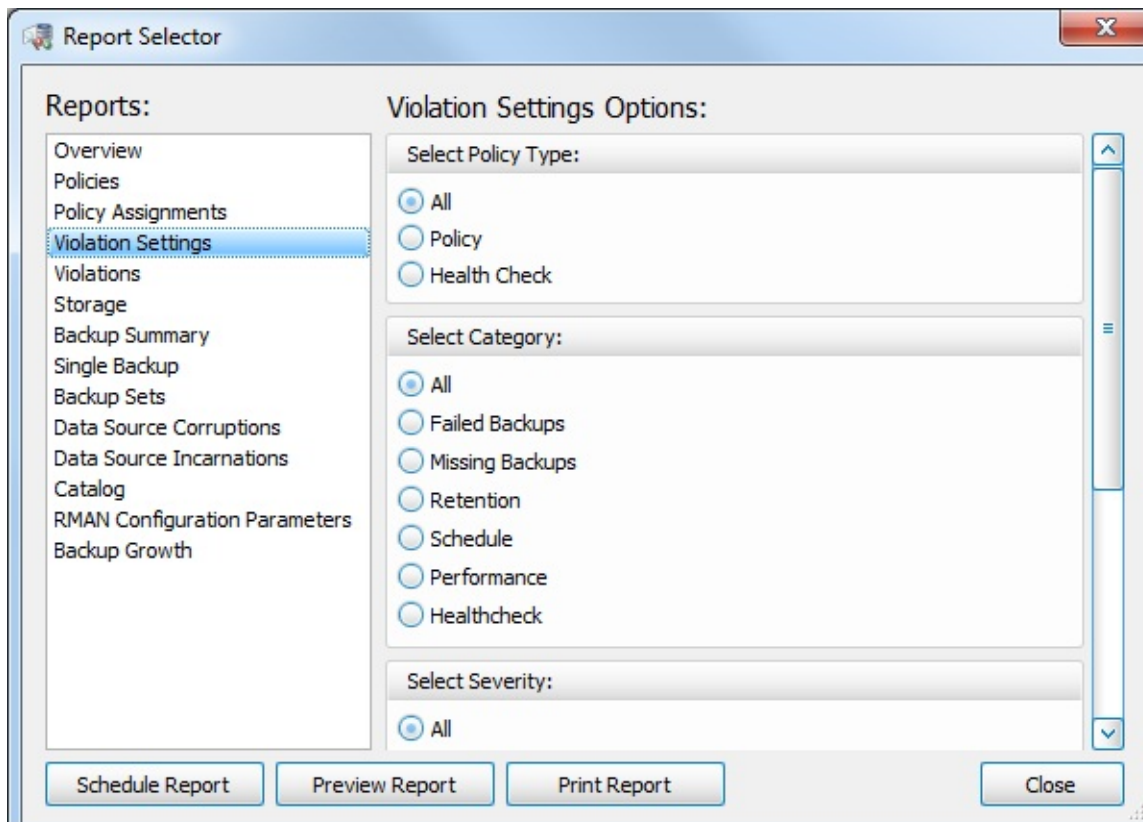 Report Selector
Reports:
Overview
Policies
Policy Assignments
Violation Settings
Violations
Storage
Backup Summary
Single Backup
Backup Sets
Data Source Corruptions
Data Source Incarnations
Catalog
RMAN Configuration Parameters
Backup Growth
Violation Settings Options:
Select Policy Type:
All
Policy
Health Check
Select Category:
All
Failed Backups
Missing Backups
Retention
Schedule
Performance
Healthcheck
Select Severity:
All
Schedule Report
Preview Report
Print Report
Close